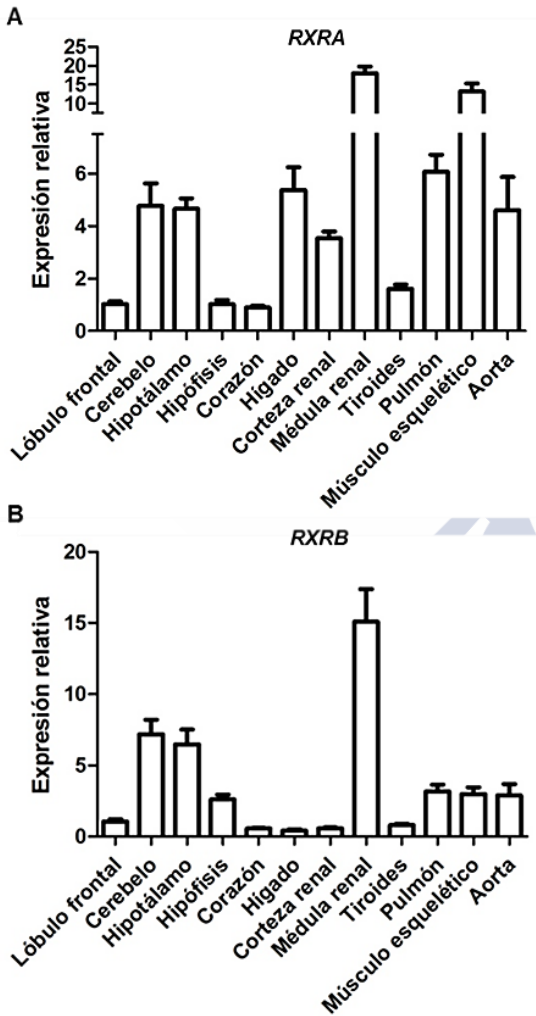 A
RXRA
Expresión relativa
25
20
15
10
6
4
2
0
Lóbulo frontal
Cerebelo
Hipotálamo
Hipófisis
Corazón
Hígado
Corteza renal
Médula renal
Tiroides
Pulmón
Músculo esquelético
Aorta
B
RXRB
Expresión relativa
20
15
10
5
0
Lóbulo frontal
Cerebelo
Hipotálamo
Hipófisis
Corazón
Hígado
Corteza renal
Médula renal
Tiroides
Pulmón
Músculo esquelético
Aorta